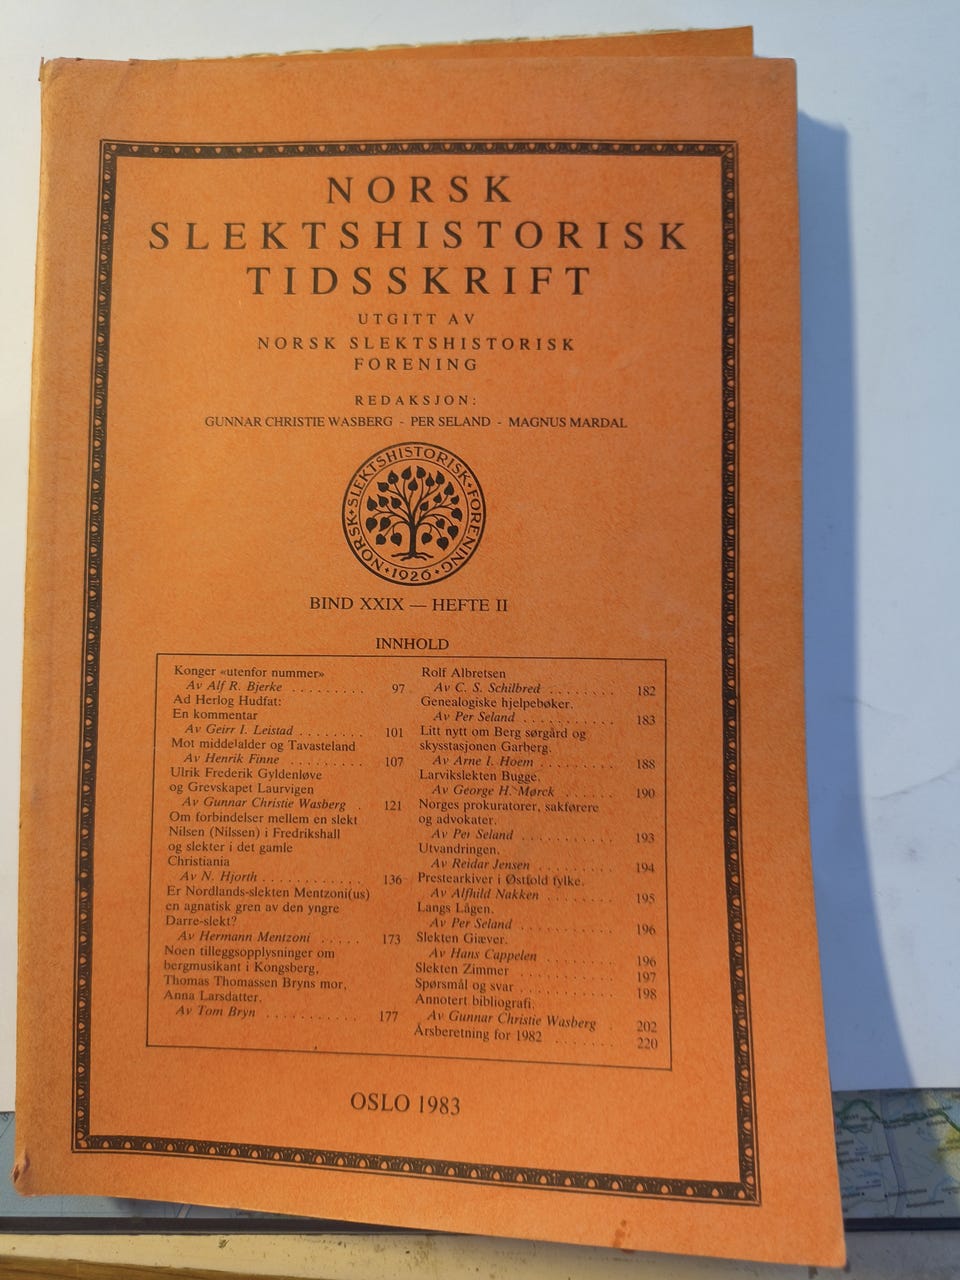 NORSK
SLEKTSHISTORISK
TIDSSKRIFT
UTGITT AV
NORSK SLEKTSHISTORISK
FORENING
REDAKSJON:
GUNNAR CHRISTIE WASBERG - PER SELAND - MAGNUS MARDAL
NORSK · SLEKTSHISTORISK · FORENING · 1926 ·
BIND XXIX — HEFTE II
INNHOLD
Konger «utenfor nummer»
Av Alf R. Bjerke ......... 97
Ad Herlog Hudfat:
En kommentar
Av Geirr I. Leistad ........ 101
Mot middelalder og Tavasteland
Av Henrik Finne ......... 107
Ulrik Frederik Gyldenløve
og Grevskapet Laurvigen
Av Gunnar Christie Wasberg . 121
Om forbindelser mellem en slekt
Nilsen (Nilssen) i Fredrikshall
og slekter i det gamle
Christiania
Av N. Hjorth ............ 136
Er Nordlands-slekten Mentzoni(us)
en agnatisk gren av den yngre
Darre-slekt?
Av Hermann Mentzoni ..... 173
Noen tilleggsopplysninger om
bergmusikant i Kongsberg,
Thomas Thomassen Bryns mor,
Anna Larsdatter.
Av Tom Bryn ........... 177
Rolf Albretsen
Av C. S. Schilbred ........ 182
Genealogiske hjelpebøker.
Av Per Seland ........... 183
Litt nytt om Berg sørgård og
skysstasjonen Garberg.
Av Arne I. Hoem ......... 188
Larvikslekten Bugge.
Av George H. Mørck ...... 190
Norges prokuratorer, sakførere
og advokater.
Av Per Seland ........... 193
Utvandringen.
Av Reidar Jensen ......... 194
Prestearkiver i Østfold fylke.
Av Alfhild Nakken ........ 195
Langs Lågen.
Av Per Seland ........... 196
Slekten Giæver.
Av Hans Cappelen ........ 196
Slekten Zimmer ........... 197
Spørsmål og svar ........... 198
Annotert bibliografi.
Av Gunnar Christie Wasberg . 202
Årsberetning for 1982 ....... 220
OSLO 1983